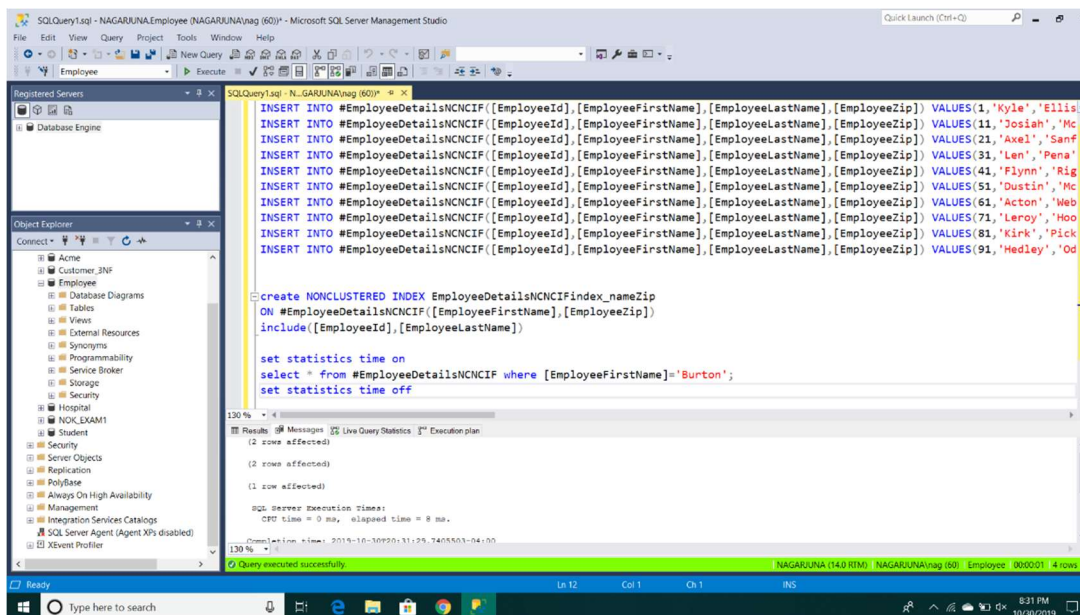 SQLQuery1.sql - NAGARJUNA.Employee (NAGARJUNA\nag (60))* - Microsoft SQL Server Management Studio
Quick Launch (Ctrl+Q)
File Edit View Query Project Tools Window Help
New Query
Employee
Execute
Registered Servers
Database Engine
Object Explorer
Connect
Acme
Customer_3NF
Employee
Database Diagrams
Tables
Views
External Resources
Synonyms
Programmability
Service Broker
Storage
Security
Hospital
NOK_EXAM1
Student
Security
Server Objects
Replication
PolyBase
Always On High Availability
Management
Integration Services Catalogs
SQL Server Agent (Agent XPs disabled)
XEvent Profiler
SQLQuery1.sql - N...GARJUNA\nag (60))*
INSERT INTO #EmployeeDetailsNCNCIF([EmployeeId],[EmployeeFirstName],[EmployeeLastName],[EmployeeZip]) VALUES(1,'Kyle','Ellis
INSERT INTO #EmployeeDetailsNCNCIF([EmployeeId],[EmployeeFirstName],[EmployeeLastName],[EmployeeZip]) VALUES(11,'Josiah','Mc
INSERT INTO #EmployeeDetailsNCNCIF([EmployeeId],[EmployeeFirstName],[EmployeeLastName],[EmployeeZip]) VALUES(21,'Axel','Sanf
INSERT INTO #EmployeeDetailsNCNCIF([EmployeeId],[EmployeeFirstName],[EmployeeLastName],[EmployeeZip]) VALUES(31,'Len','Pena'
INSERT INTO #EmployeeDetailsNCNCIF([EmployeeId],[EmployeeFirstName],[EmployeeLastName],[EmployeeZip]) VALUES(41,'Flynn','Rig
INSERT INTO #EmployeeDetailsNCNCIF([EmployeeId],[EmployeeFirstName],[EmployeeLastName],[EmployeeZip]) VALUES(51,'Dustin','Mc
INSERT INTO #EmployeeDetailsNCNCIF([EmployeeId],[EmployeeFirstName],[EmployeeLastName],[EmployeeZip]) VALUES(61,'Acton','Web
INSERT INTO #EmployeeDetailsNCNCIF([EmployeeId],[EmployeeFirstName],[EmployeeLastName],[EmployeeZip]) VALUES(71,'Leroy','Hoo
INSERT INTO #EmployeeDetailsNCNCIF([EmployeeId],[EmployeeFirstName],[EmployeeLastName],[EmployeeZip]) VALUES(81,'Kirk','Pick
INSERT INTO #EmployeeDetailsNCNCIF([EmployeeId],[EmployeeFirstName],[EmployeeLastName],[EmployeeZip]) VALUES(91,'Hedley','Od
create NONCLUSTERED INDEX EmployeeDetailsNCNCIFindex_nameZip
ON #EmployeeDetailsNCNCIF([EmployeeFirstName],[EmployeeZip])
include([EmployeeId],[EmployeeLastName])
set statistics time on
select * from #EmployeeDetailsNCNCIF where [EmployeeFirstName]='Burton';
set statistics time off
130 %
Results Messages Live Query Statistics Execution plan
(2 rows affected)
(2 rows affected)
(1 row affected)
SQL Server Execution Times:
CPU time = 0 ms, elapsed time = 8 ms.
Completion time: 2019-10-30T20:31:29.7405503-04:00
130 %
Query executed successfully.
NAGARJUNA (14.0 RTM) NAGARJUNA\nag (60) Employee 00:00:01 4 rows
Ready Ln 12 Col 1 Ch 1 INS
Type here to search
8:31 PM
10/30/2019